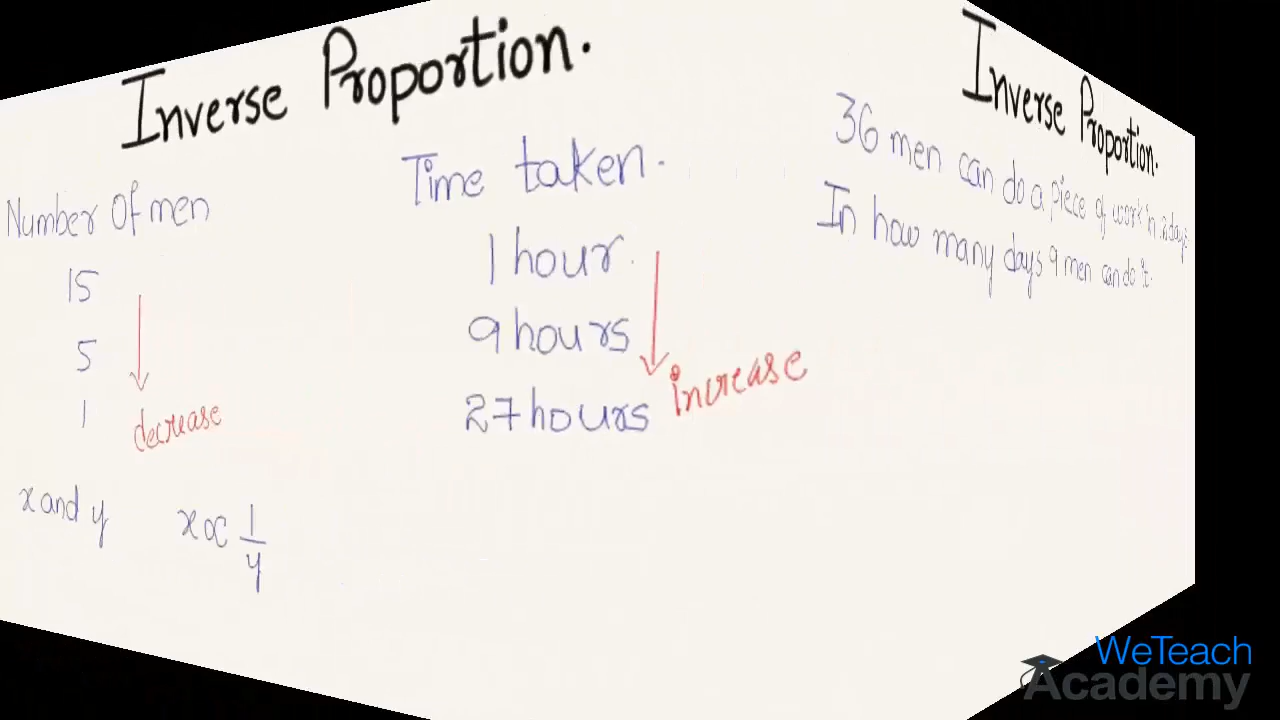 Inverse Proportion.
Number Of men
Time taken.
15
1 hour.
5
9 hours
1
27 hours
decrease
increase
x and y
x ∝ 1/y
Inverse Proportion.
36 men can do a piece of work in 2 days
In how many days 9 men can do it.
WeTeach
Academy